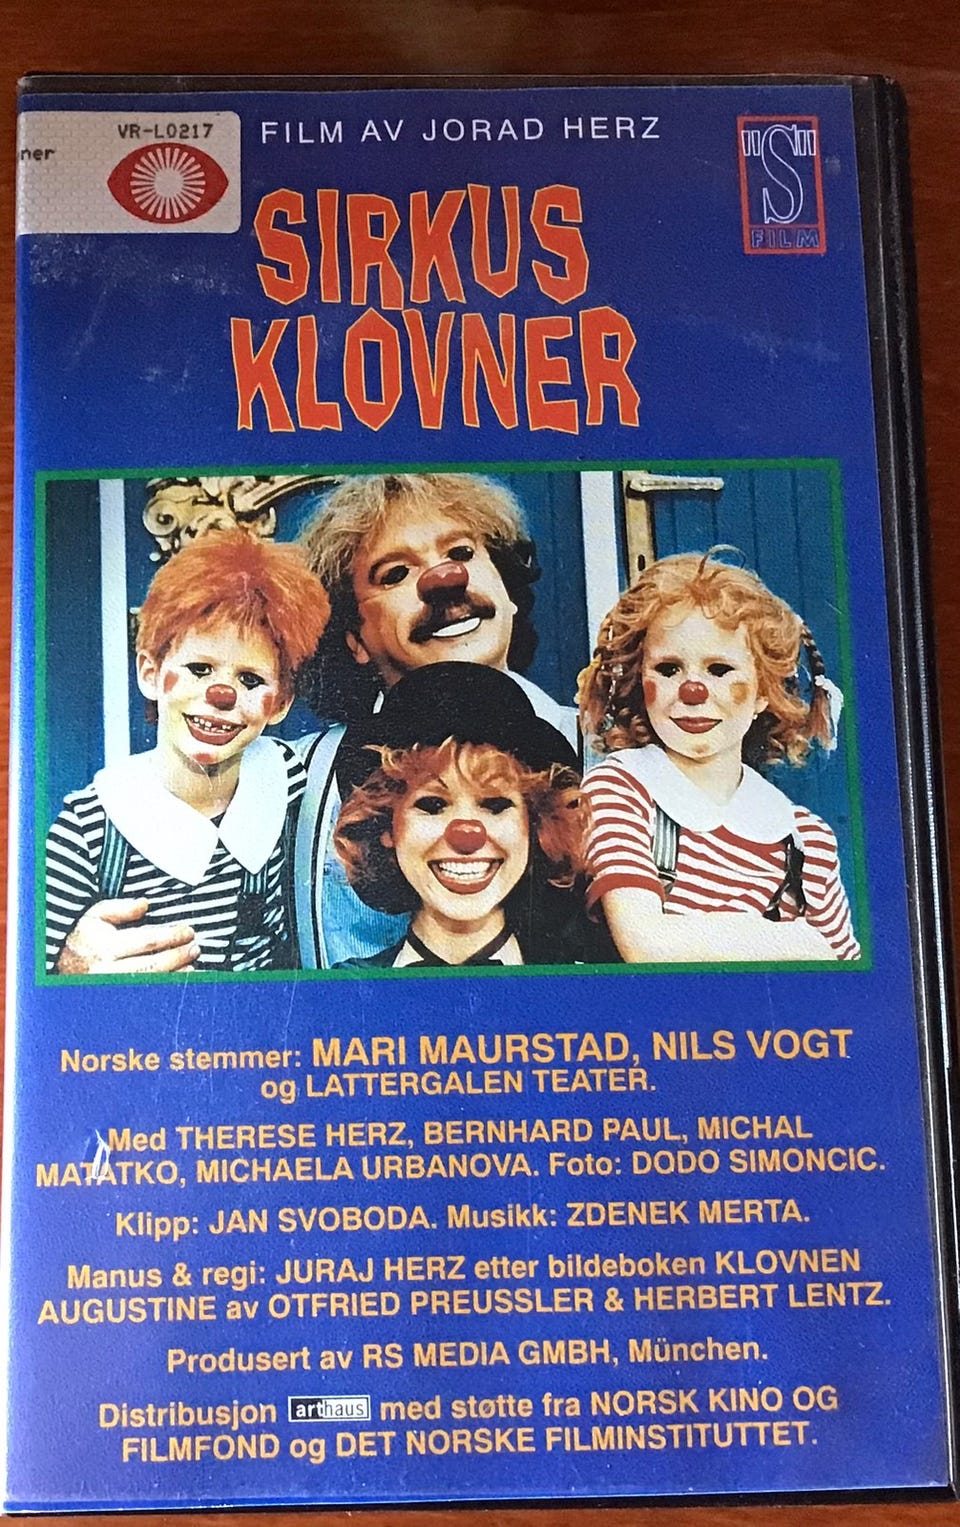 VR-L0217
ner
FILM AV JORAD HERZ
"S"
FILM
SIRKUS
KLOVNER
Norske stemmer: MARI MAURSTAD, NILS VOGT
og LATTERGALEN TEATER.
Med THERESE HERZ, BERNHARD PAUL, MICHAL
MATATKO, MICHAELA URBANOVA. Foto: DODO SIMONCIC.
Klipp: JAN SVOBODA. Musikk: ZDENEK MERTA.
Manus & regi: JURAJ HERZ etter bildeboken KLOVNEN
AUGUSTINE av OTFRIED PREUSSLER & HERBERT LENTZ.
Produsert av RS MEDIA GMBH, München.
Distribusjon arthaus med støtte fra NORSK KINO OG
FILMFOND og DET NORSKE FILMINSTITUTTET.